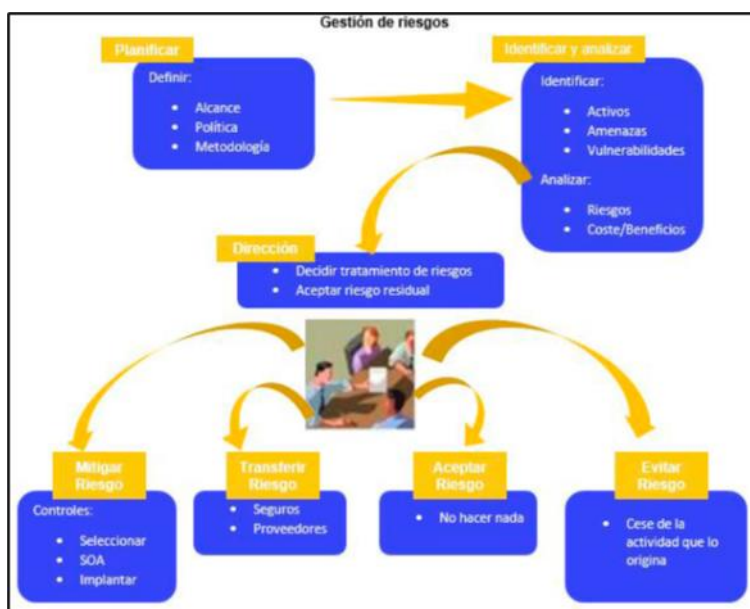 Gestión de riesgos
Planificar
Definir:
Alcance
Política
Metodología
Identificar y analizar
Identificar:
Activos
Amenazas
Vulnerabilidades
Analizar:
Riesgos
Coste/Beneficios
Dirección
Decidir tratamiento de riesgos
Aceptar riesgo residual
Mitigar
Riesgo
Controles:
Seleccionar
SOA
Implantar
Transferir
Riesgo
Seguros
Proveedores
Aceptar
Riesgo
No hacer nada
Evitar
Riesgo
Cese de la
actividad que lo
origina